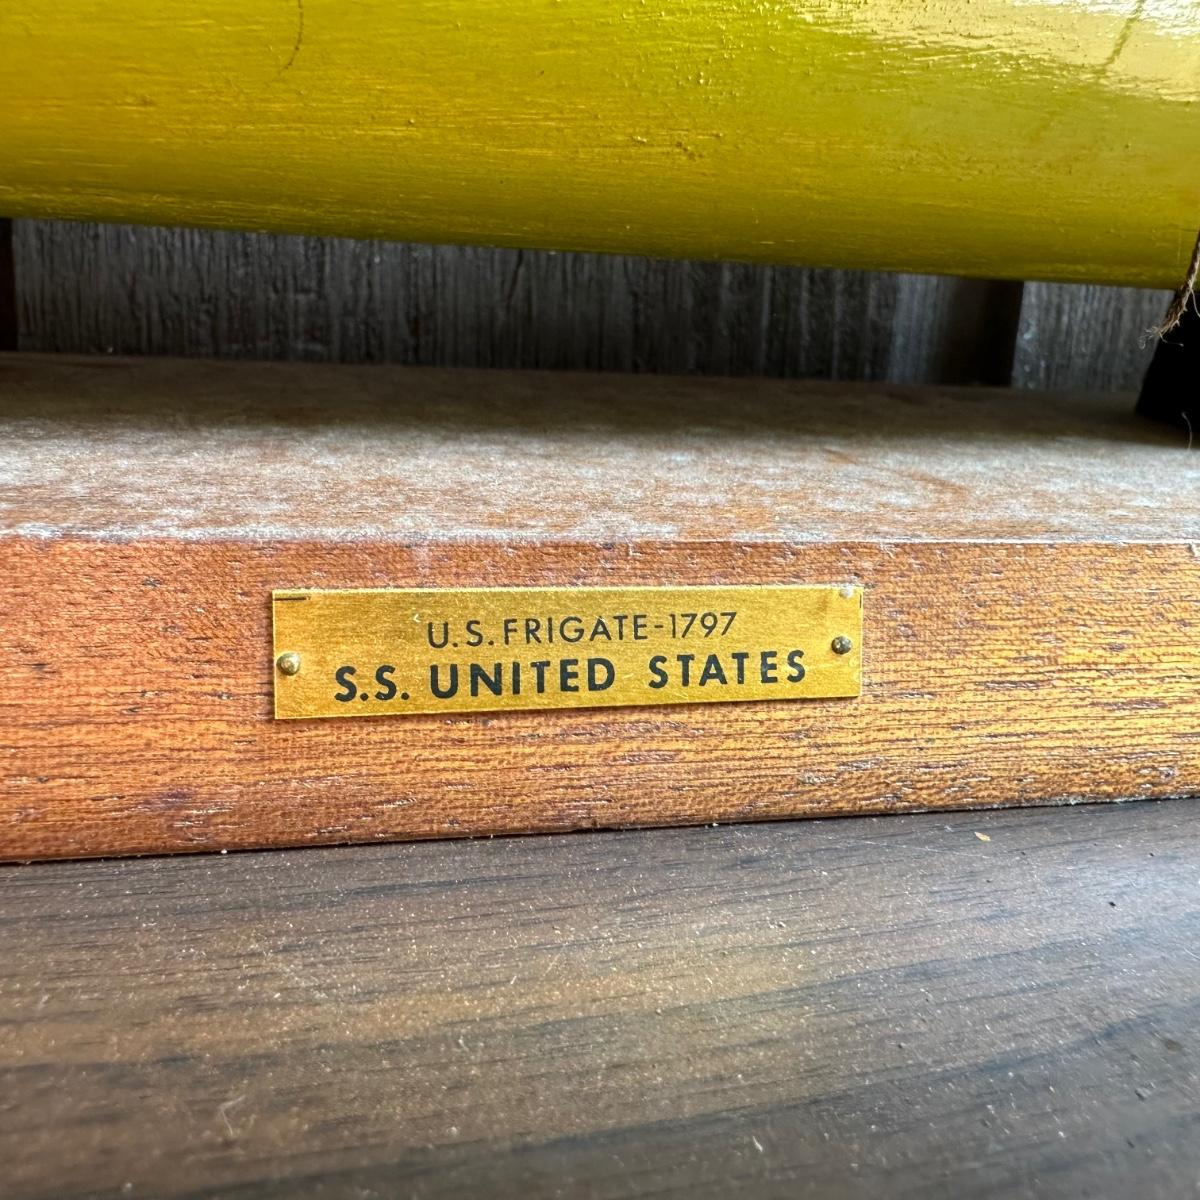 U.S. FRIGATE-1797
S.S. UNITED STATES